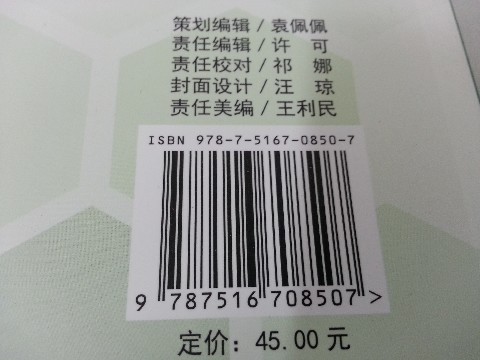 策划编辑/袁佩佩
责任编辑/许 可
责任校对/祁 娜
封面设计/汪 琼
责任美编/王利民
ISBN 978-7-5167-0850-7
9 787516 708507>
定价：45.00 元